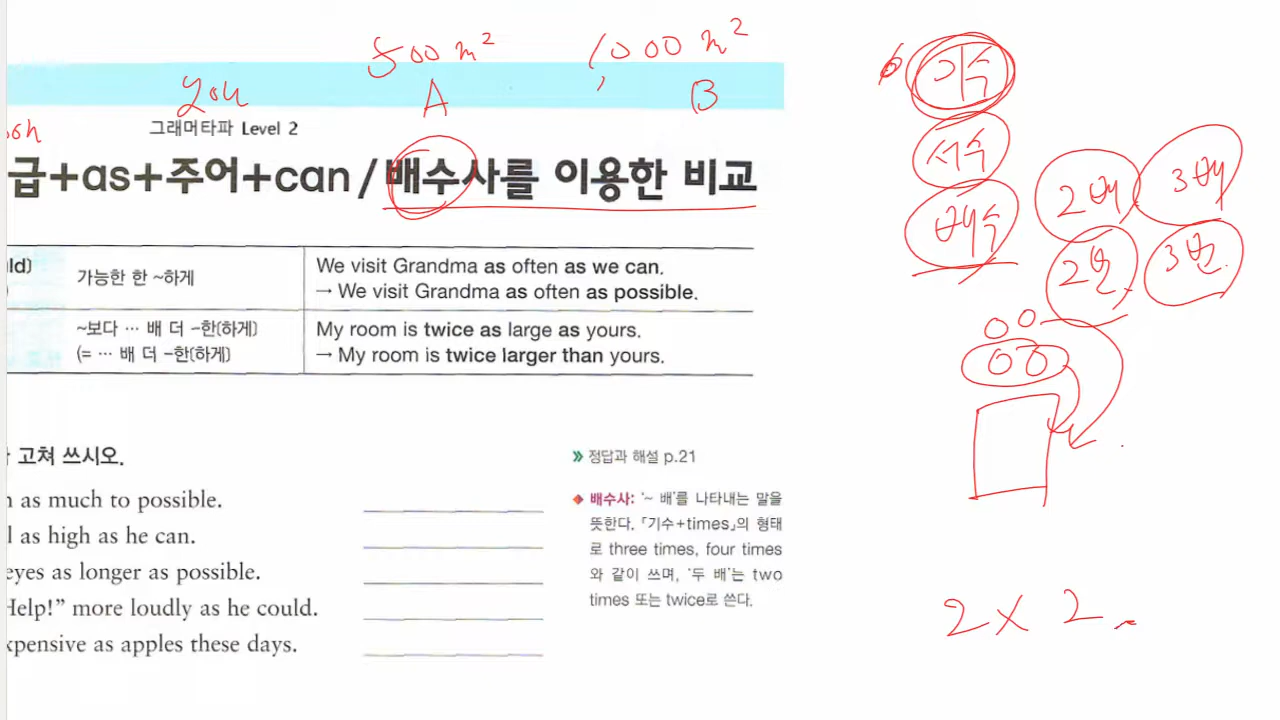 500 m² 1,000 m²
you A B
그래머타파 Level 2
급+as+주어+can / 배수사를 이용한 비교
가능한 한 ~하게
We visit Grandma as often as we can.
→ We visit Grandma as often as possible.
~보다 … 배 더 -한(하게)
(= … 배 더 -한(하게)
My room is twice as large as yours.
→ My room is twice larger than yours.
고쳐 쓰시오.
as much to possible.
as high as he can.
eyes as longer as possible.
Help!” more loudly as he could.
xpensive as apples these days.
» 정답과 해설 p.21
배수사: ‘~ 배’를 나타내는 말을
뜻한다. 「기수+times」의 형태
로 three times, four times
와 같이 쓰며, ‘두 배’는 two
times 또는 twice로 쓴다.
기수
서수
배수
2배 3배
2번 3번
2 x 2